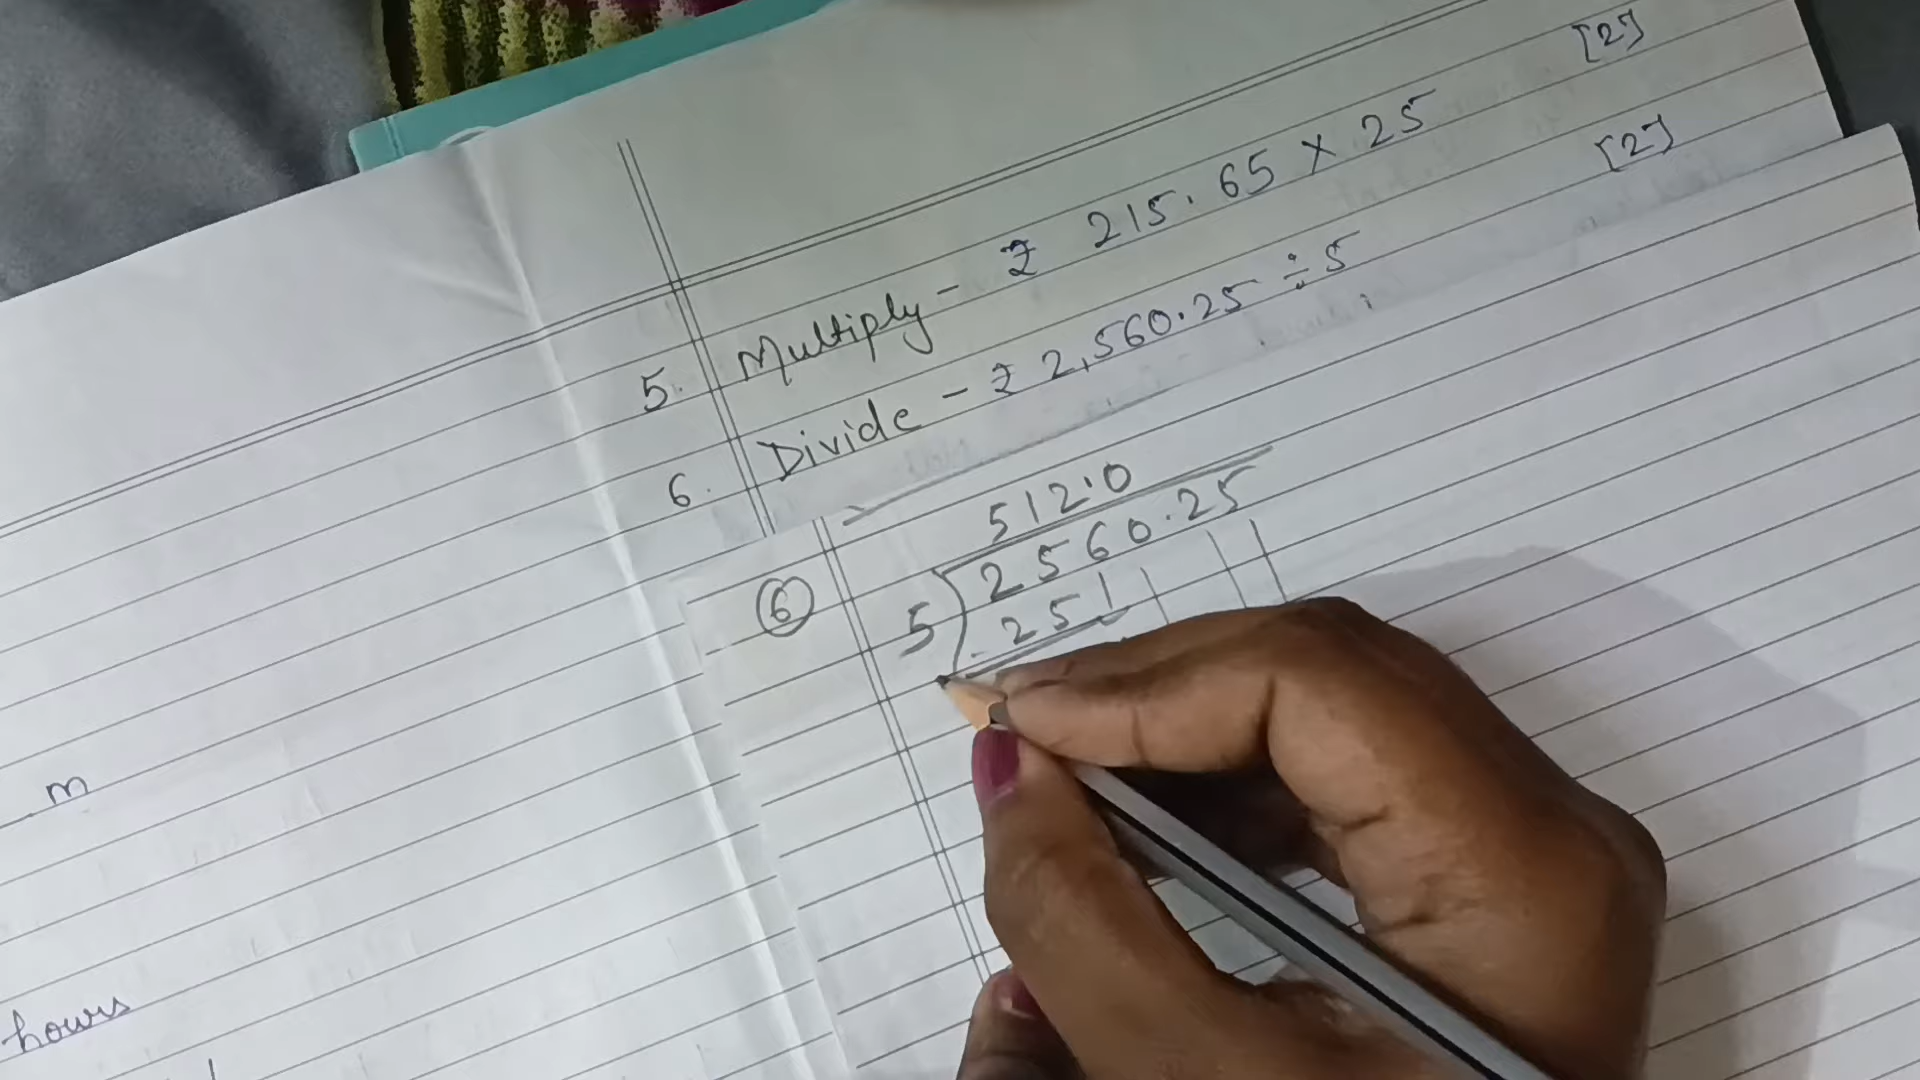 [2]
5. Multiply - ₹ 215.65 × 25
[2]
6. Divide - ₹ 2,560.25 ÷ 5
512.0
6 5 2560.25
- 25
m
hours